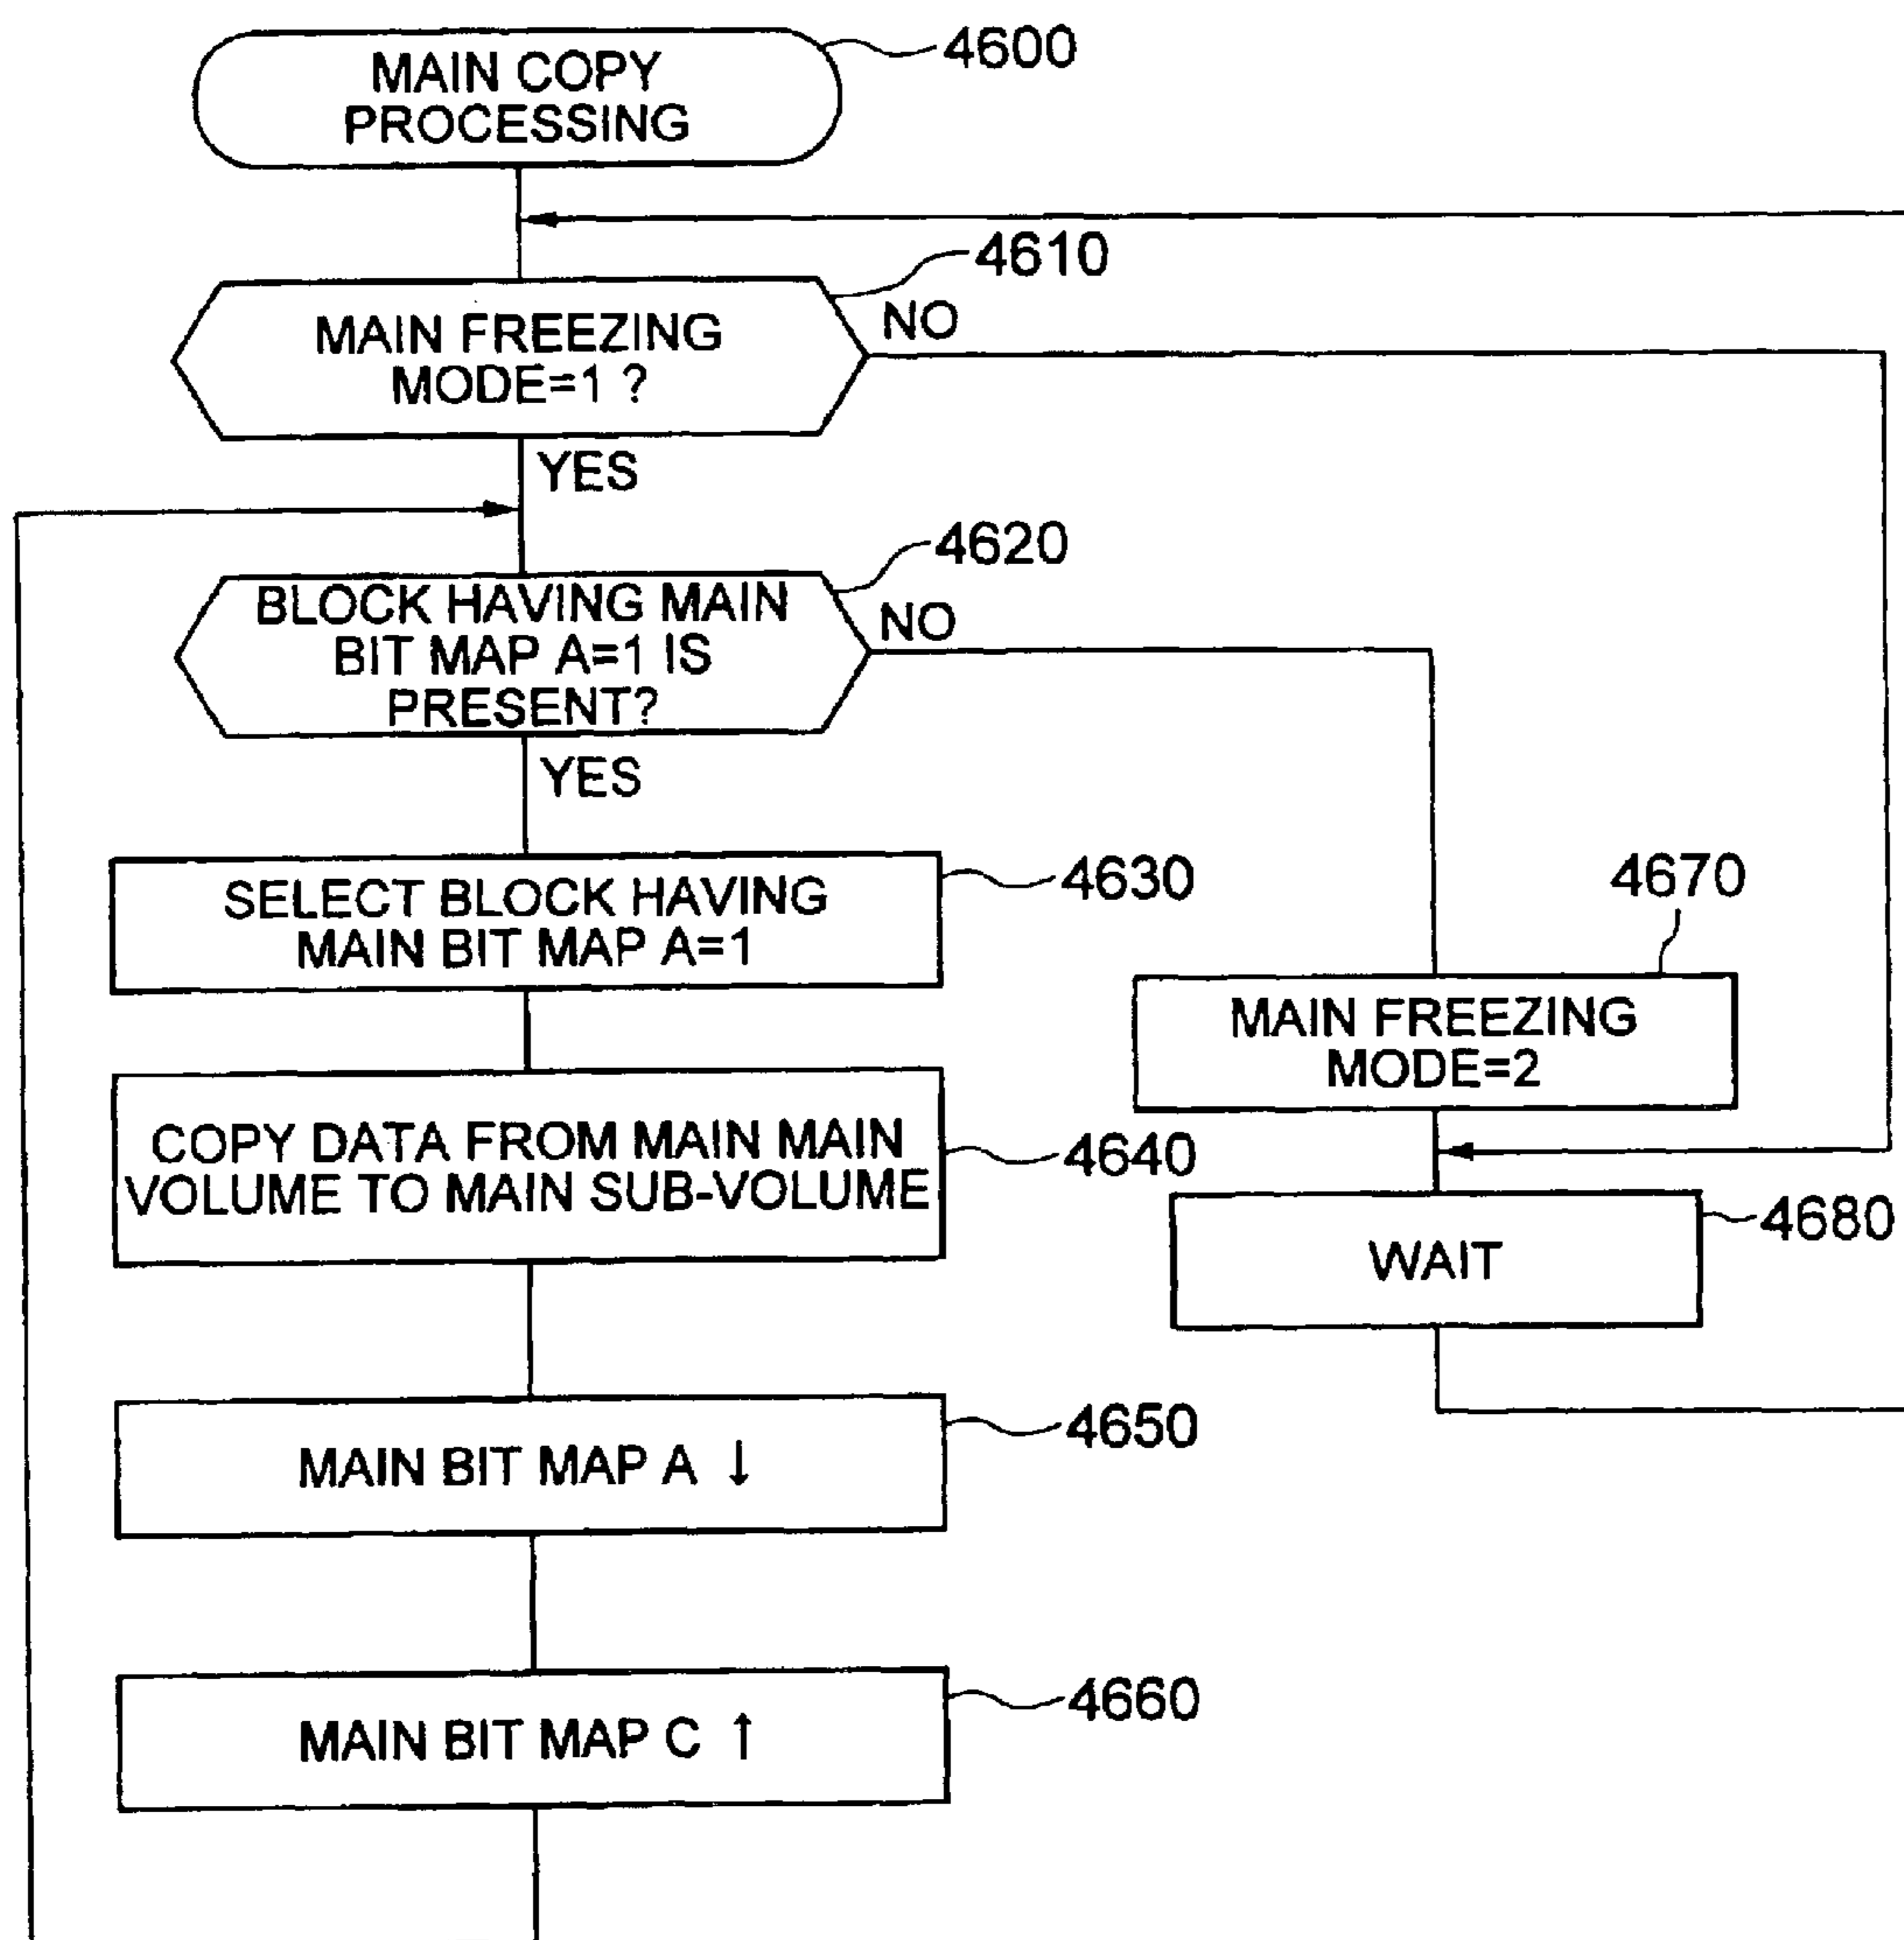 MAIN COPY
PROCESSING
4600
4610
MAIN FREEZING
MODE=1 ?
NO
YES
4620
BLOCK HAVING MAIN
BIT MAP A=1 IS
PRESENT?
NO
YES
SELECT BLOCK HAVING
MAIN BIT MAP A=1
4630
4670
MAIN FREEZING
MODE=2
COPY DATA FROM MAIN MAIN
VOLUME TO MAIN SUB-VOLUME
4640
WAIT
4680
MAIN BIT MAP A ↓
4650
MAIN BIT MAP C ↑
4660